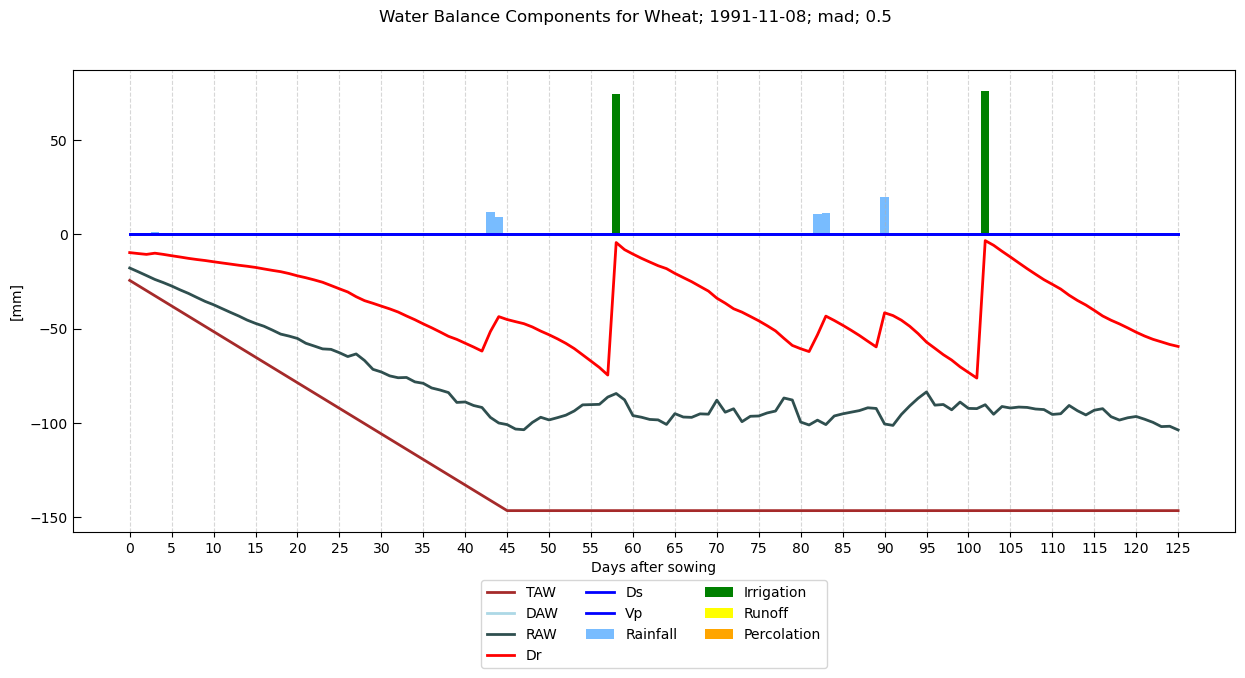 Water Balance Components for Wheat; 1991-11-08; mad; 0.5
50
0
−50
−100
−150
[mm]
0 5 10 15 20 25 30 35 40 45 50 55 60 65 70 75 80 85 90 95 100 105 110 115 120 125
Days after sowing
TAW Ds Irrigation
DAW Vp Runoff
RAW Rainfall Percolation
Dr